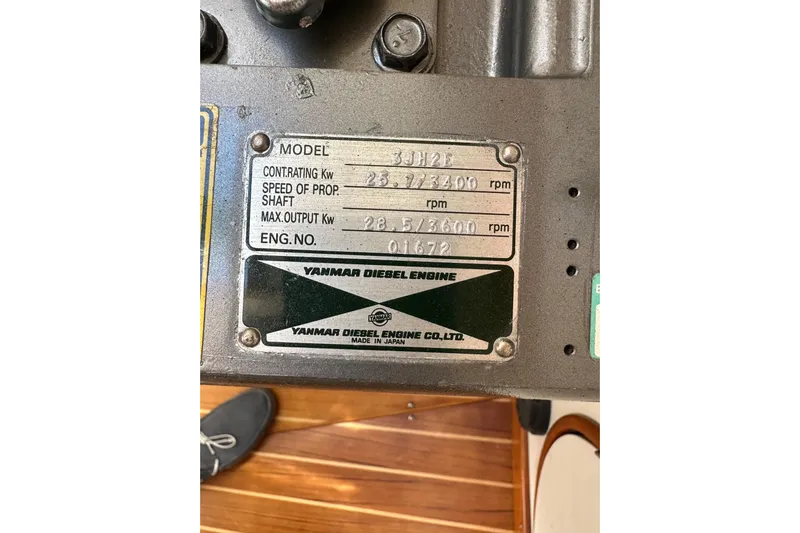 MODEL 3JH2E
CONT.RATING Kw 25.7/3400 rpm
SPEED OF PROP. SHAFT rpm
MAX.OUTPUT Kw 28.5/3600 rpm
ENG.NO. 01672
YANMAR DIESEL ENGINE
YANMAR
YANMAR DIESEL ENGINE CO.,LTD.
MADE IN JAPAN